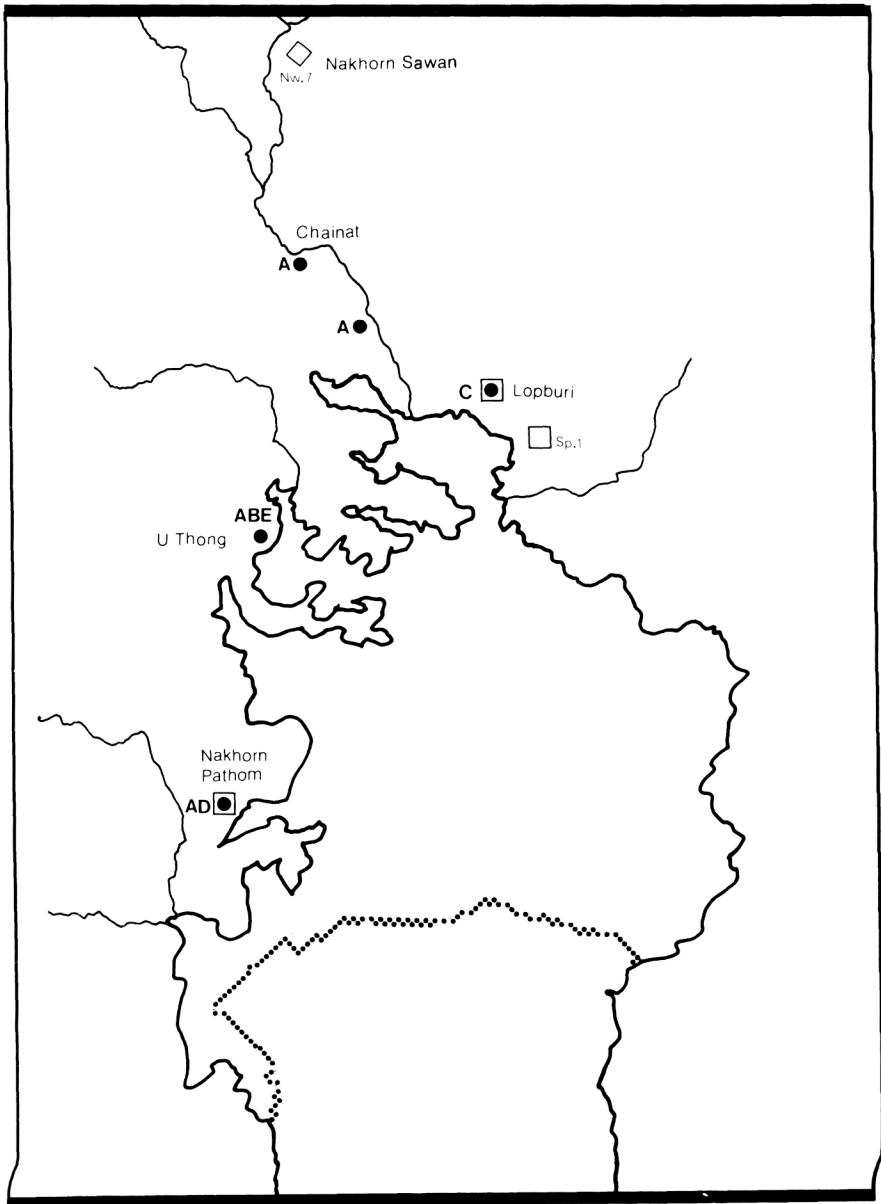 Nakhorn Sawan
Nw.7
Chainat
A
A
C
Lopburi
Sp.1
ABE
U Thong
Nakhorn
Pathom
AD